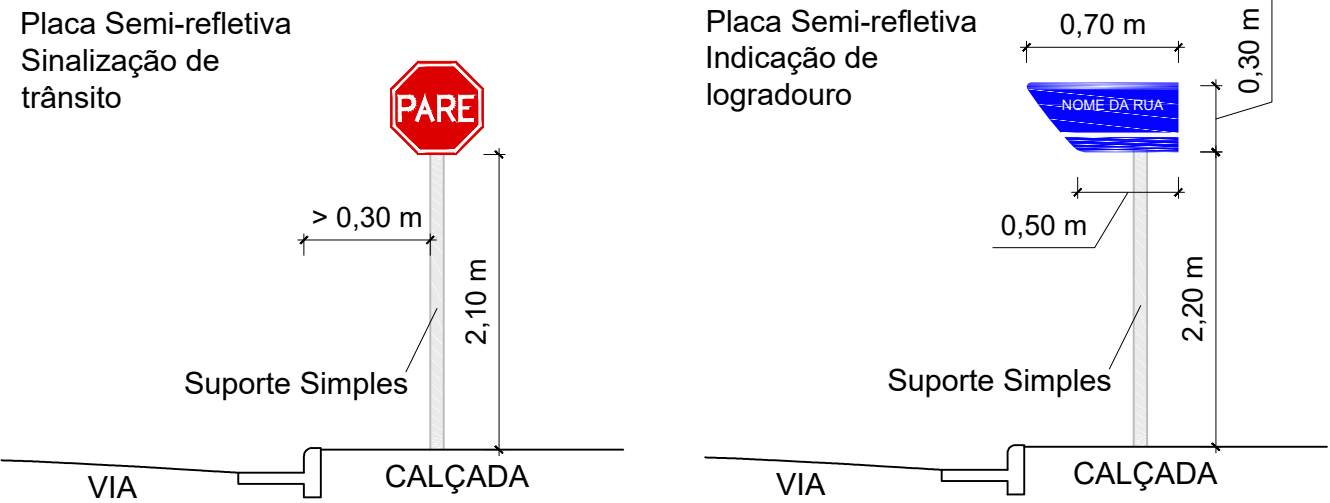 Placa Semi-refletiva
Sinalização de
trânsito
PARE
> 0,30 m
2,10 m
Suporte Simples
VIA
CALÇADA
Placa Semi-refletiva
Indicação de
logradouro
0,70 m
0,30 m
NOME DA RUA
0,50 m
2,20 m
Suporte Simples
VIA
CALÇADA